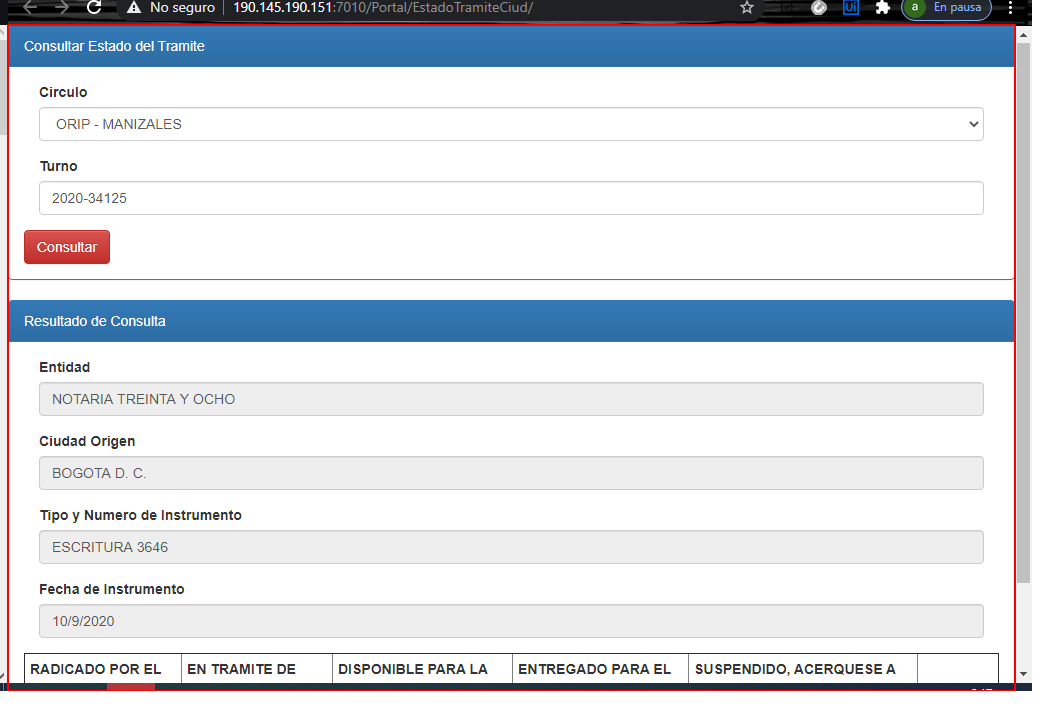 No seguro 190.145.190.151:7010/Portal/EstadoTramiteCiud/ Ui a En pausa
Consultar Estado del Tramite
Circulo
ORIP - MANIZALES
Turno
2020-34125
Consultar
Resultado de Consulta
Entidad
NOTARIA TREINTA Y OCHO
Ciudad Origen
BOGOTA D. C.
Tipo y Numero de Instrumento
ESCRITURA 3646
Fecha de Instrumento
10/9/2020
RADICADO POR EL EN TRAMITE DE DISPONIBLE PARA LA ENTREGADO PARA EL SUSPENDIDO, ACERQUESE A